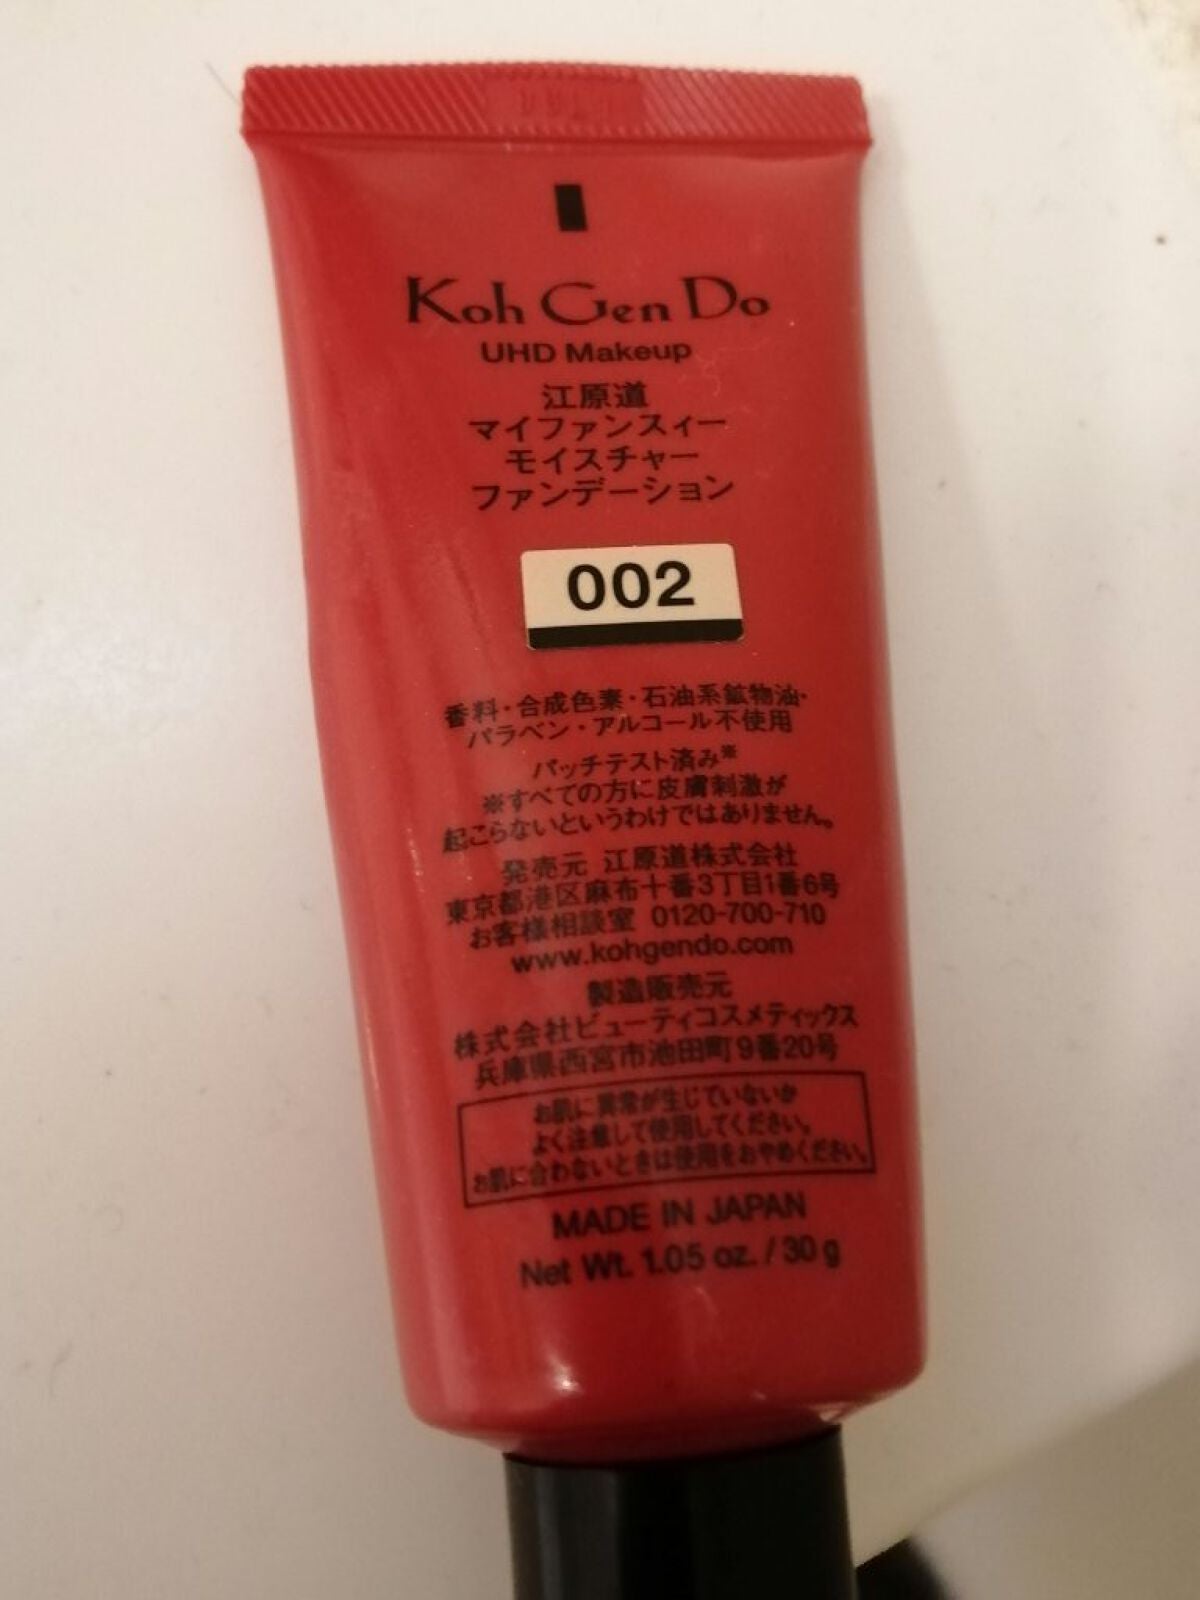 Koh Gen Do
UHD Makeup
江原道
マイファンスィー
モイスチャー
ファンデーション
002
香料・合成色素・石油系鉱物油・
パラベン・アルコール不使用
パッチテスト済み※
※すべての方に皮膚刺激が
起こらないというわけではありません。
発売元 江原道株式会社
東京都港区麻布十番3丁目1番6号
お客様相談室 0120-700-710
www.kohgendo.com
製造販売元
株式会社ビューティコスメティックス
兵庫県西宮市池田町9番20号
お肌に異常が生じていないか
よく注意して使用してください。
お肌に合わないときは使用をおやめください。
MADE IN JAPAN
Net Wt. 1.05 oz. / 30 g